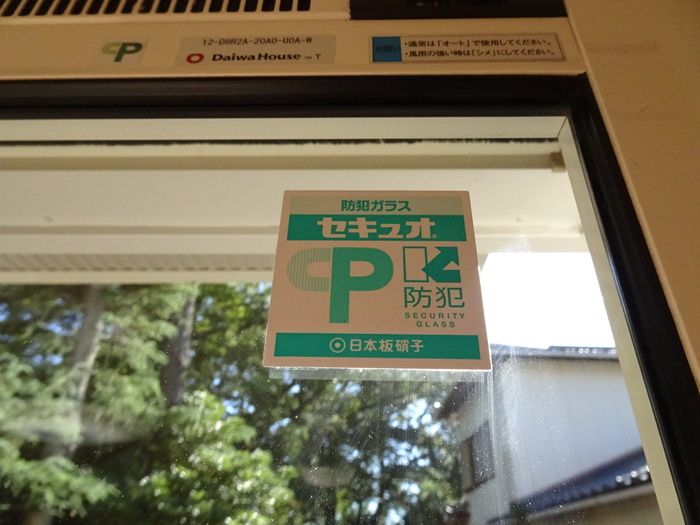 CP
12-D8R2A-20A0-U0A-W
DaiwaHouse TM T
お願い
・通常は「オート」で使用してください。
・風雨の強い時は「シメ」にしてください。
防犯ガラス
セキュオ®
CP
防犯
SECURITY
GLASS
日本板硝子